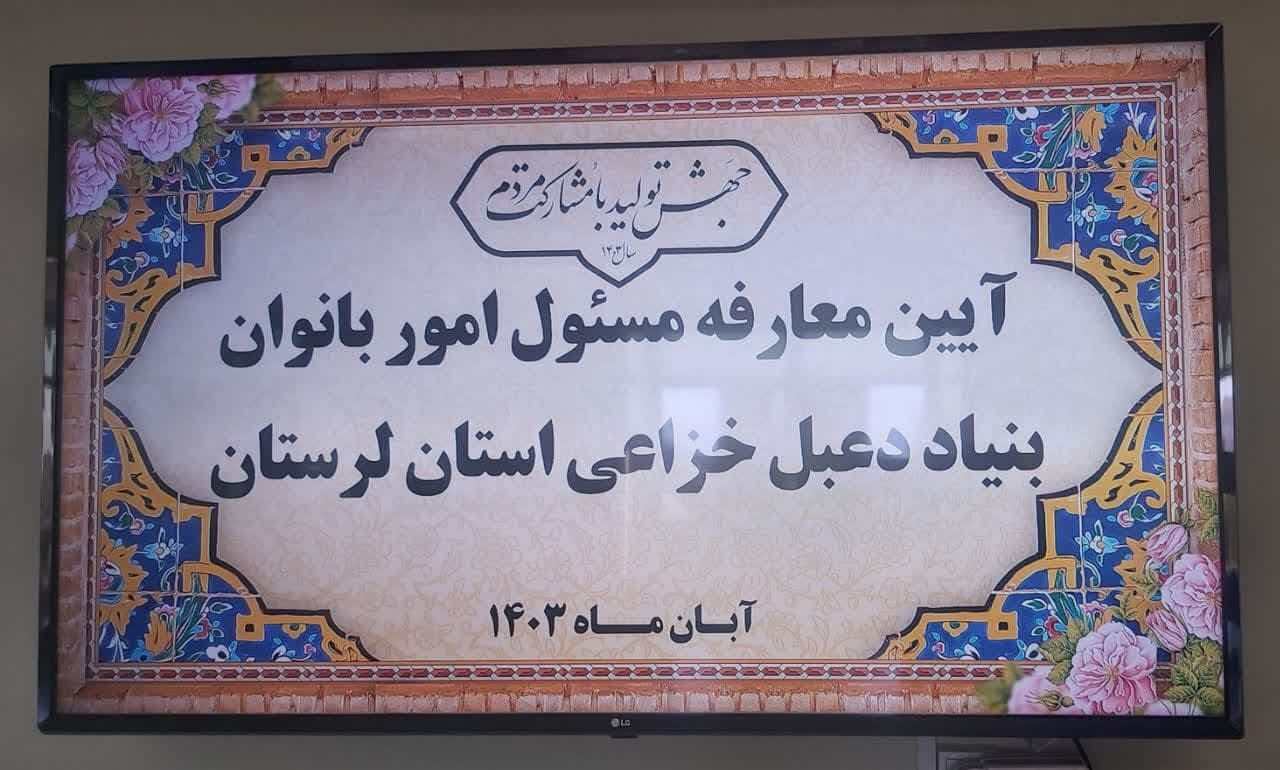 جهش تولید با مشارکت مردم
سال ۱۴۰۳
آیین معارفه مسئول امور بانوان
بنیاد دعبل خزاعی استان لرستان
آبان ماه ۱۴۰۳
LG